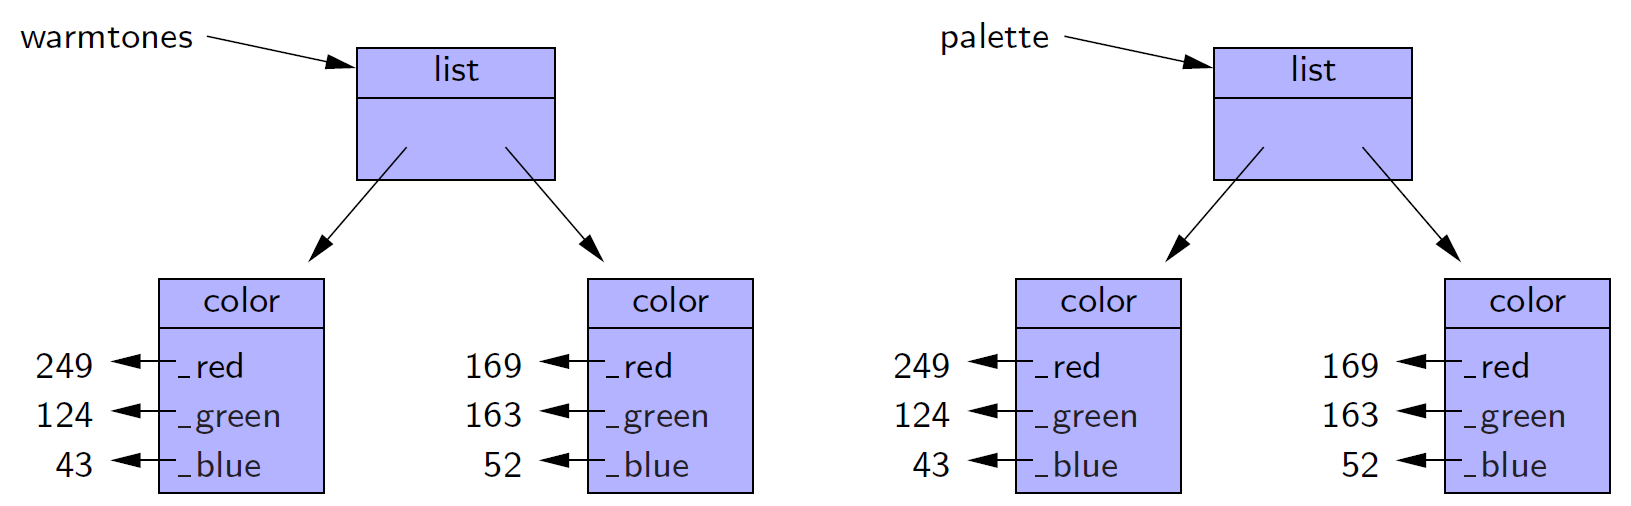 warmtones
list
palette
list
color
color
color
color
249 _red
169 _red
249 _red
169 _red
124 _green
163 _green
124 _green
163 _green
43 _blue
52 _blue
43 _blue
52 _blue